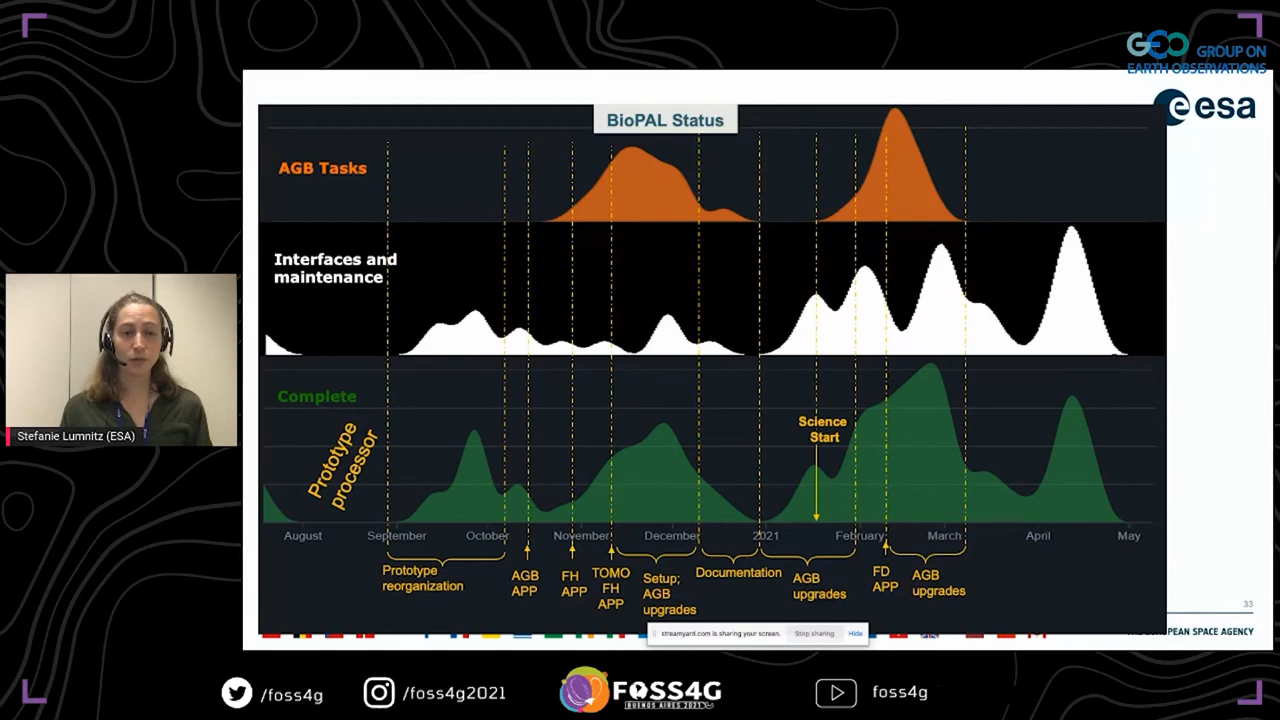 GEO GROUP ON
EARTH OBSERVATIONS
esa
BioPAL Status
AGB Tasks
Interfaces and
maintenance
Complete
Prototype
processor
Science
Start
August
September
October
November
December
2021
February
March
April
May
Prototype
reorganization
AGB
APP
FH
APP
TOMO
FH
APP
Setup;
AGB
upgrades
Documentation
AGB
upgrades
FD
APP
AGB
upgrades
33
EUROPEAN SPACE AGENCY
streamyard.com is sharing your screen.
Stop sharing
Hide
Stefanie Lumnitz (ESA)
/foss4g
/foss4g2021
FOSS4G
BUENOS AIRES 2021
foss4g